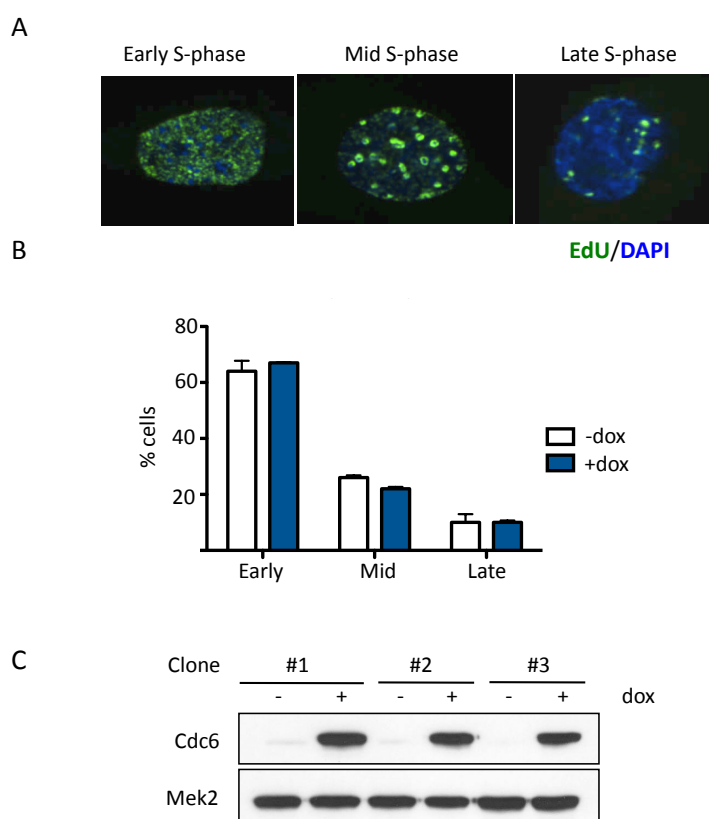 A
Early S-phase Mid S-phase Late S-phase
B
EdU/DAPI
80
60
40
20
% cells
-dox
+dox
Early Mid Late
C
Clone #1 #2 #3
- + - + - + dox
Cdc6
Mek2